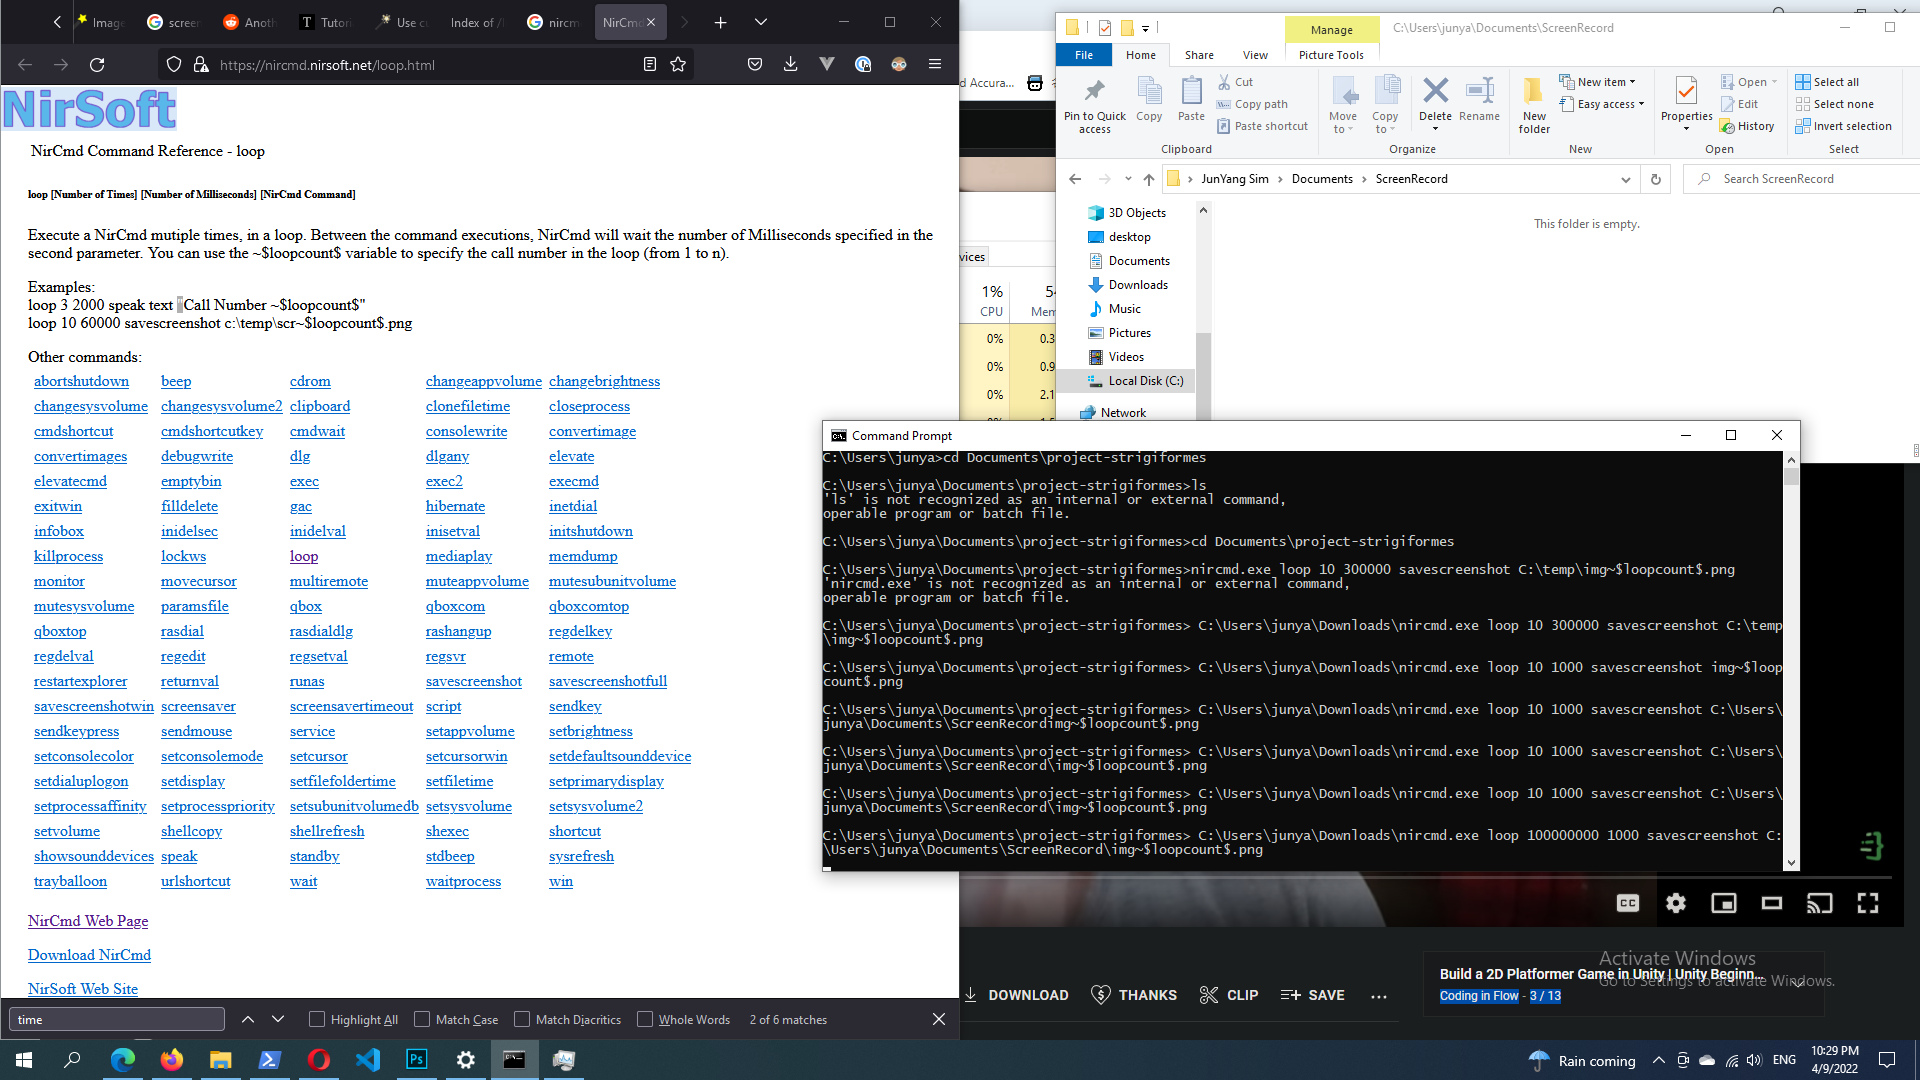 Image
screen
Anoth
Tutori
Use cu
Index of /
nircm
NirCmd
https://nircmd.nirsoft.net/loop.html
NirSoft
NirCmd Command Reference - loop
loop [Number of Times] [Number of Milliseconds] [NirCmd Command]
Execute a NirCmd mutiple times, in a loop. Between the command executions, NirCmd will wait the number of Milliseconds specified in the
second parameter. You can use the ~$loopcount$ variable to specify the call number in the loop (from 1 to n).
Examples:
loop 3 2000 speak text "Call Number ~$loopcount$"
loop 10 60000 savescreenshot c:\temp\scr~$loopcount$.png
Other commands:
abortshutdown beep cdrom changeappvolume changebrightness
changesysvolume changesysvolume2 clipboard clonefiletime closeprocess
cmdshortcut cmdshortcutkey cmdwait consolewrite convertimage
convertimages debugwrite dlg dlgany elevate
elevatecmd emptybin exec exec2 execmd
exitwin filldelete gac hibernate inetdial
infobox inidelsec inidelval inisetval initshutdown
killprocess lockws loop mediaplay memdump
monitor movecursor multiremote muteappvolume mutesubunitvolume
mutesysvolume paramsfile qbox qboxcom qboxcomtop
qboxtop rasdial rasdialdlg rashangup regdelkey
regdelval regedit regsetval regsvr remote
restartexplorer returnval runas savescreenshot savescreenshotfull
savescreenshotwin screensaver screensavertimeout script sendkey
sendkeypress sendmouse service setappvolume setbrightness
setconsolecolor setconsolemode setcursor setcursorwin setdefaultsounddevice
setdialuplogon setdisplay setfilefoldertime setfiletime setprimarydisplay
setprocessaffinity setprocesspriority setsubunitvolumedb setsysvolume setsysvolume2
setvolume shellcopy shellrefresh shexec shortcut
showsounddevices speak standby stdbeep sysrefresh
trayballoon urlshortcut wait waitprocess win
NirCmd Web Page
Download NirCmd
NirSoft Web Site
time
Highlight All Match Case Match Diacritics Whole Words 2 of 6 matches
d Accura...
vices
1% 54
CPU Mem
0% 0.3
0% 0.9
0% 2.1
Manage C:\Users\junya\Documents\ScreenRecord
File Home Share View Picture Tools
Pin to Quick
access
Copy
Paste
Cut
Copy path
Paste shortcut
Clipboard
Move
to
Copy
to
Delete
Rename
Organize
New
folder
New item
Easy access
New
Properties
Open
Edit
History
Open
Select all
Select none
Invert selection
Select
JunYang Sim Documents ScreenRecord
Search ScreenRecord
3D Objects
desktop
Documents
Downloads
Music
Pictures
Videos
Local Disk (C:)
Network
This folder is empty.
Command Prompt
C:\Users\junya>cd Documents\project-strigiformes
C:\Users\junya\Documents\project-strigiformes>ls
'ls' is not recognized as an internal or external command,
operable program or batch file.
C:\Users\junya\Documents\project-strigiformes>cd Documents\project-strigiformes
C:\Users\junya\Documents\project-strigiformes>nircmd.exe loop 10 300000 savescreenshot C:\temp\img~$loopcount$.png
'nircmd.exe' is not recognized as an internal or external command,
operable program or batch file.
C:\Users\junya\Documents\project-strigiformes> C:\Users\junya\Downloads\nircmd.exe loop 10 300000 savescreenshot C:\temp
\img~$loopcount$.png
C:\Users\junya\Documents\project-strigiformes> C:\Users\junya\Downloads\nircmd.exe loop 10 1000 savescreenshot img~$loop
count$.png
C:\Users\junya\Documents\project-strigiformes> C:\Users\junya\Downloads\nircmd.exe loop 10 1000 savescreenshot C:\Users\
junya\Documents\ScreenRecordimg~$loopcount$.png
C:\Users\junya\Documents\project-strigiformes> C:\Users\junya\Downloads\nircmd.exe loop 10 1000 savescreenshot C:\Users\
junya\Documents\ScreenRecord\img~$loopcount$.png
C:\Users\junya\Documents\project-strigiformes> C:\Users\junya\Downloads\nircmd.exe loop 10 1000 savescreenshot C:\Users\
junya\Documents\ScreenRecord\img~$loopcount$.png
C:\Users\junya\Documents\project-strigiformes> C:\Users\junya\Downloads\nircmd.exe loop 100000000 1000 savescreenshot C:
\Users\junya\Documents\ScreenRecord\img~$loopcount$.png
CC
DOWNLOAD THANKS CLIP SAVE ...
Build a 2D Platformer Game in Unity | Unity Beginn...
Coding in Flow - 3 / 13
Activate Windows
Go to Settings to activate Windows.
Ps
Rain coming
ENG
10:29 PM
4/9/2022